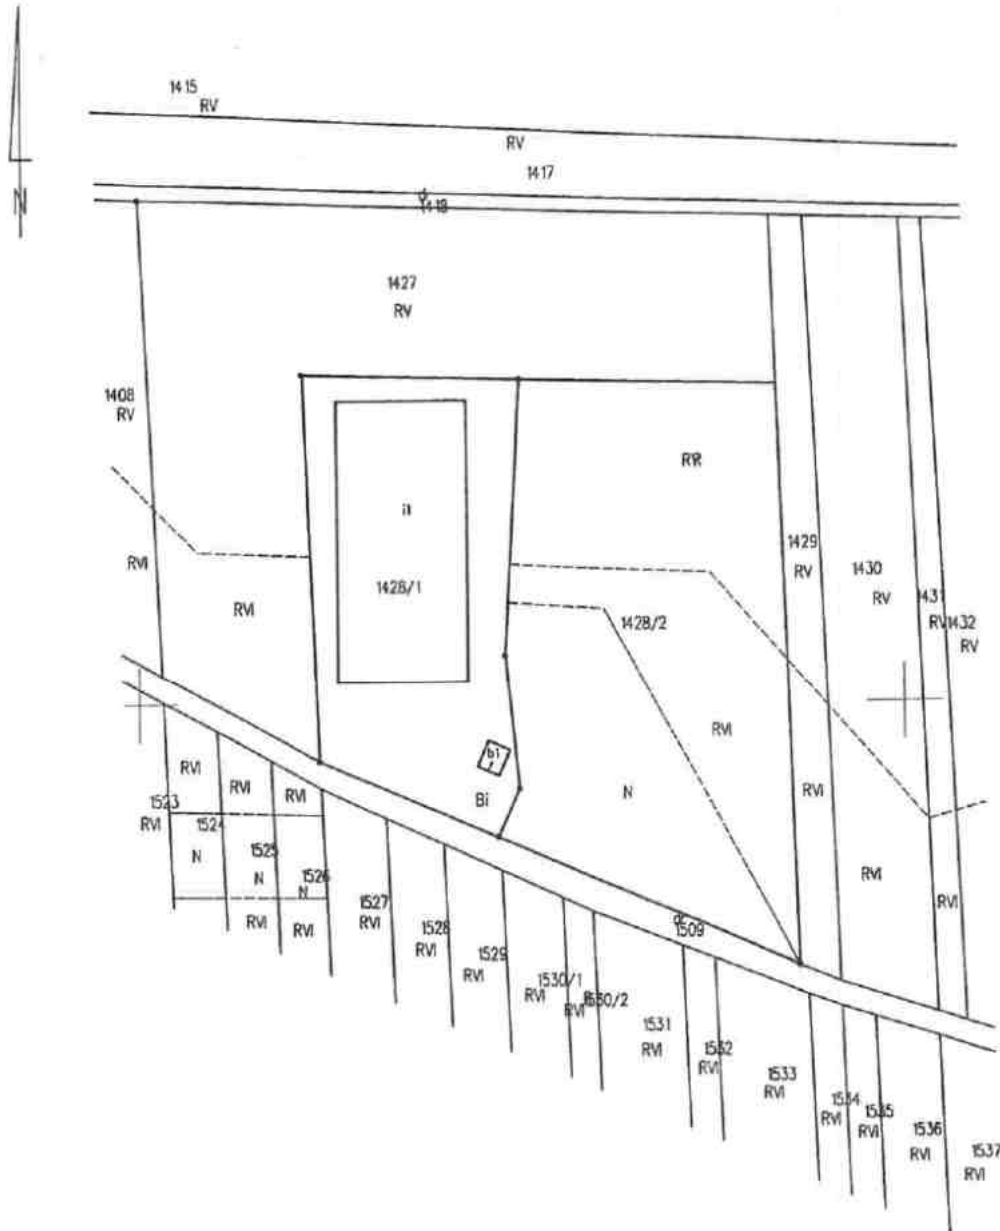 1415
RV
RV
1417
N
1427
RV
1408
RV
1429
RV
1430
RV
1431
RV
1432
RV
1428/1
1428/2
RVI
RVI
RVI
N
bi
Bi
RVI
RVI
RVI
RVI
RVI
RVI
1523
RVI
1524
N
1525
N
1526
N
RVI
RVI
1527
RVI
1528
RVI
1529
RVI
1509
1530/1
RVI
RVI
1530/2
1531
RVI
1532
RVI
1533
RVI
1534
RVI
1535
RVI
1536
RVI
1537
RVI